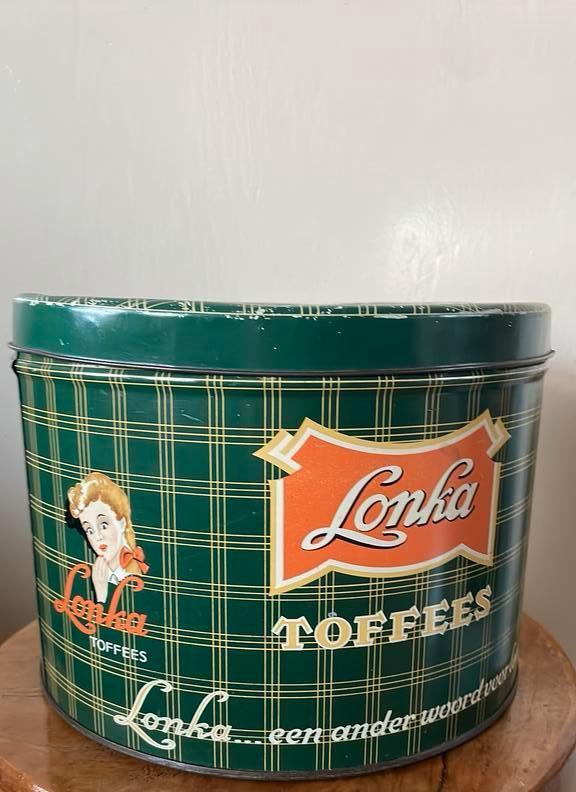 Lonka
TOFFEES
Lonka
TOFFEES
Lonka... een ander woord voor